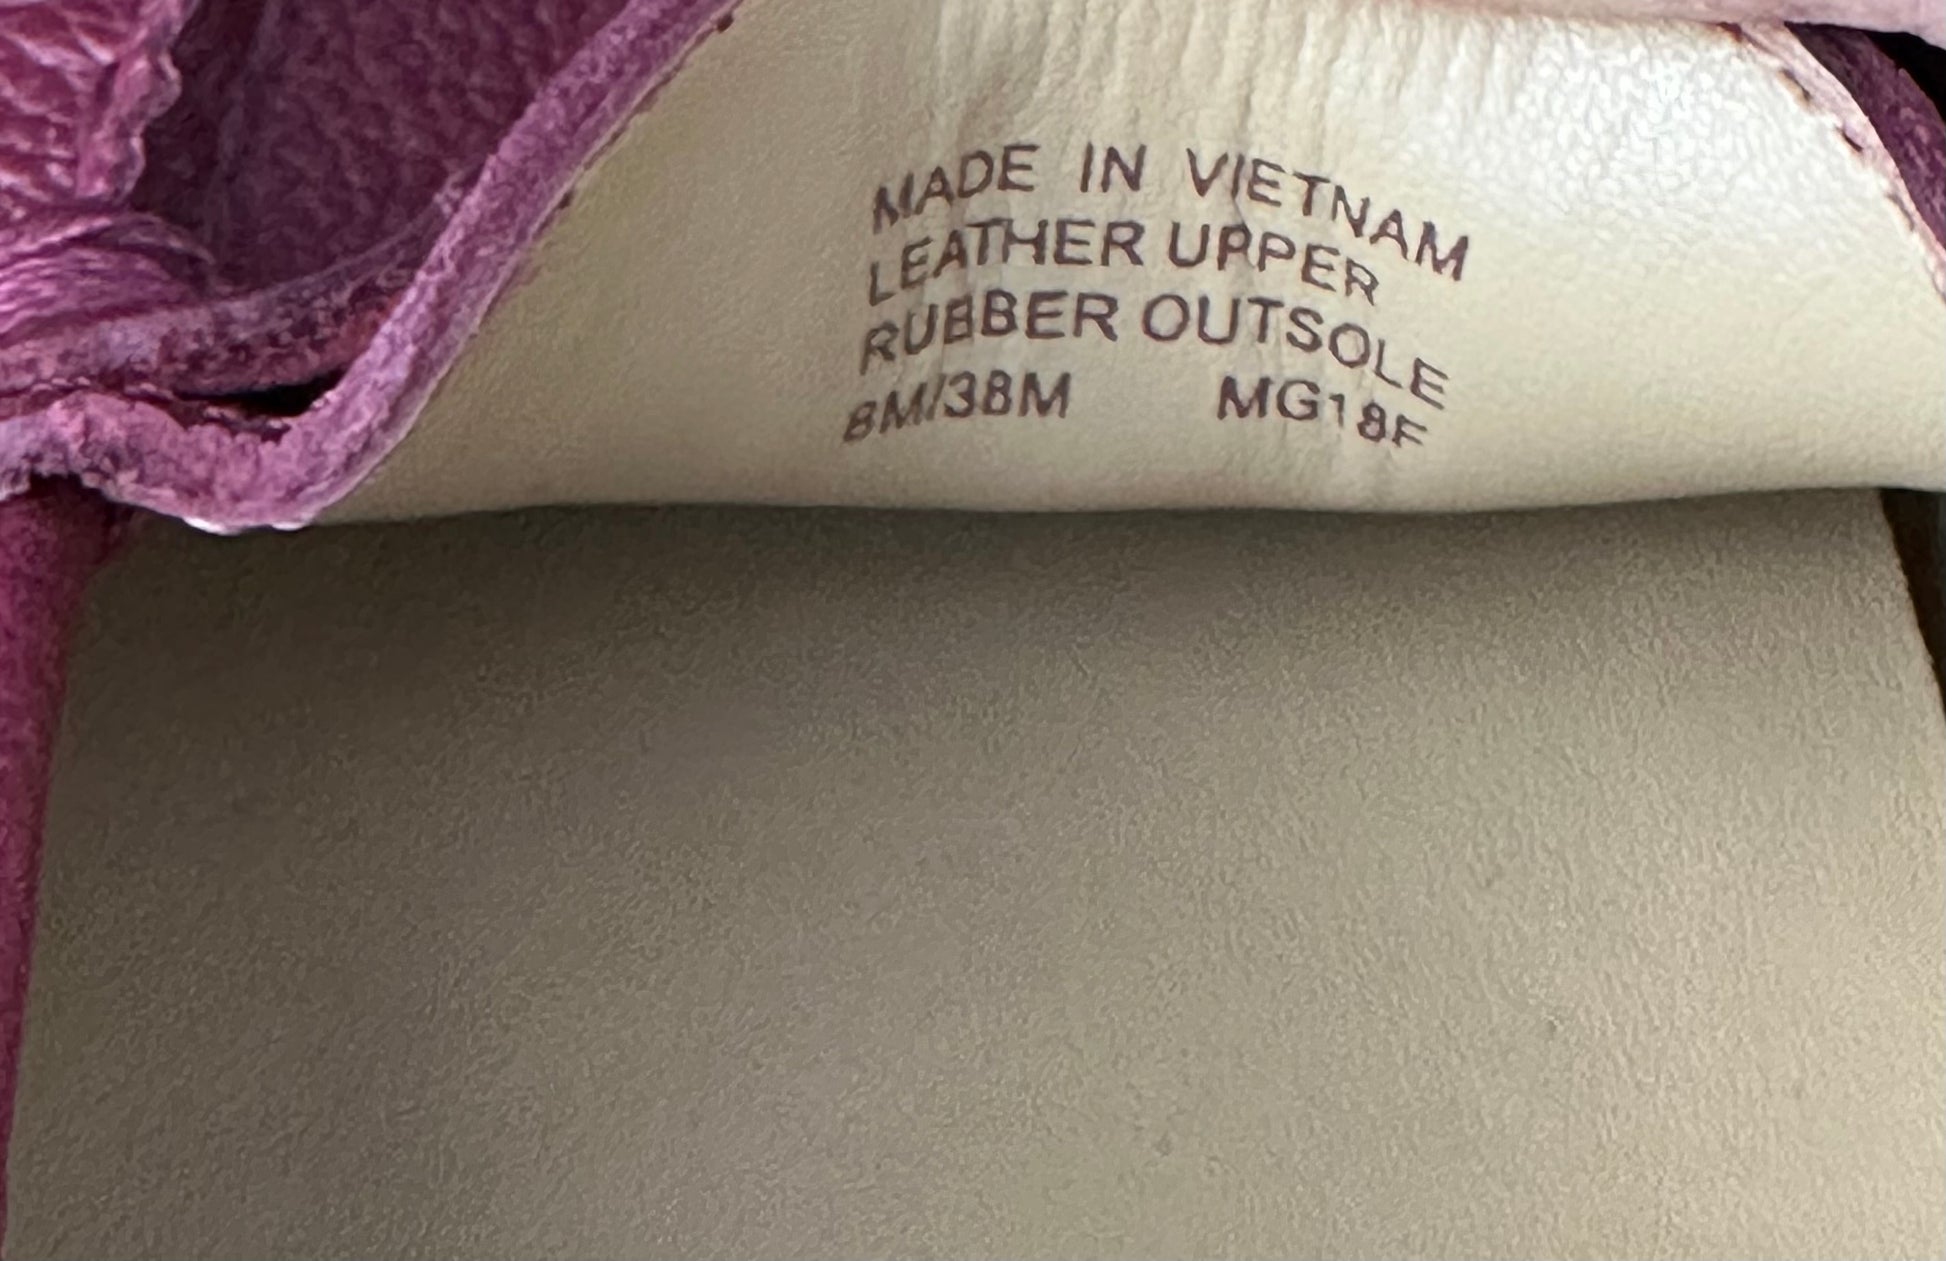 MADE IN VIETNAM
LEATHER UPPER
RUBBER OUTSOLE
8M/38M MG18F